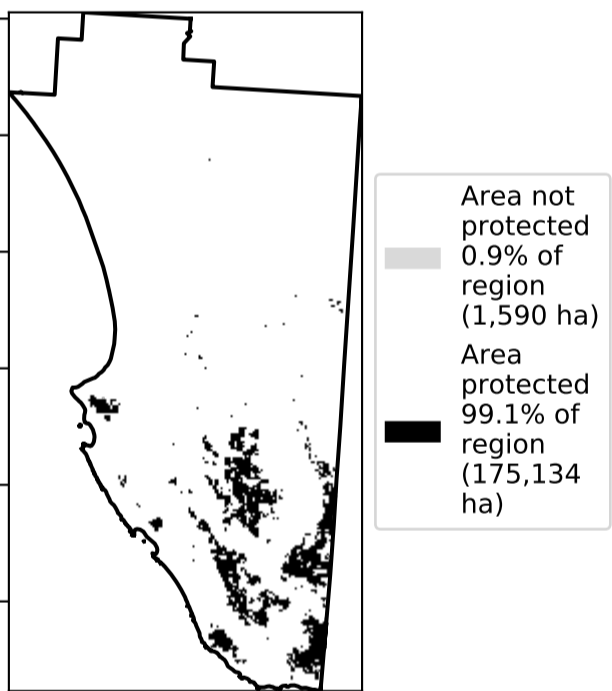 Area not
protected
0.9% of
region
(1,590 ha)
Area
protected
99.1% of
region
(175,134
ha)